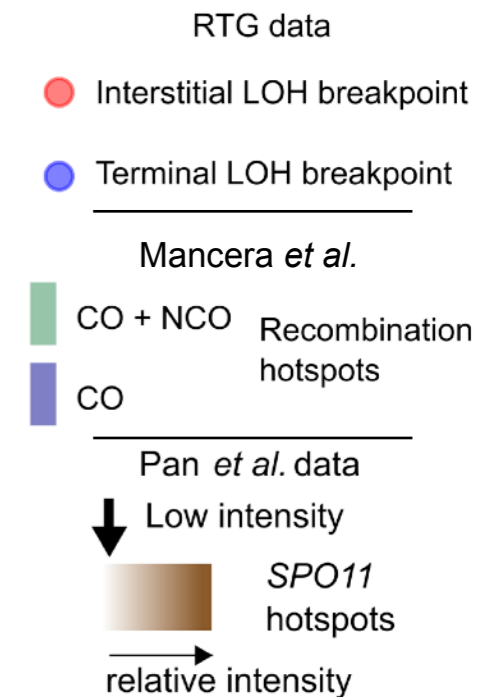 RTG data
Interstitial LOH breakpoint
Terminal LOH breakpoint
Mancera et al.
CO + NCO
Recombination
hotspots
CO
Pan et al. data
Low intensity
SPO11
hotspots
relative intensity